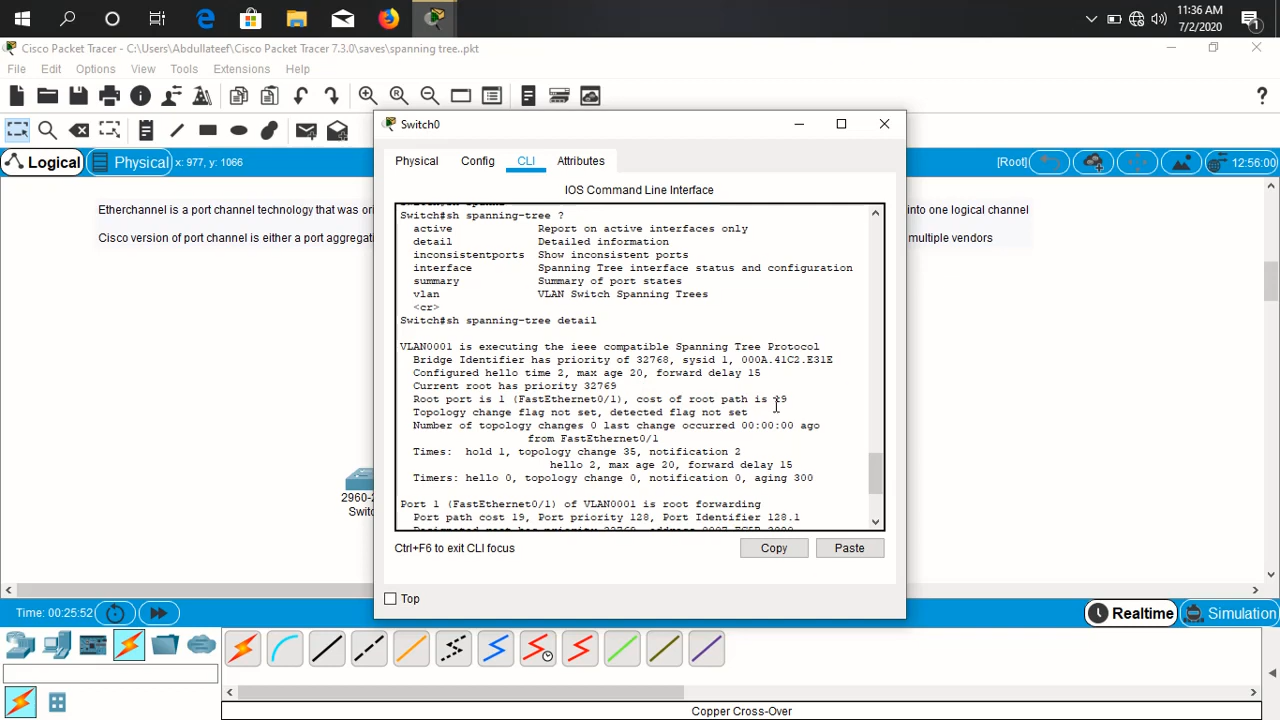 11:36 AM
7/2/2020
1
Cisco Packet Tracer - C:\Users\Abdullateef\Cisco Packet Tracer 7.3.0\saves\spanning tree..pkt
File Edit Options View Tools Extensions Help
Logical Physical x: 977, y: 1066
[Root] 12:56:00
Etherchannel is a port channel technology that was
into one logical channel
Cisco version of port channel is either a port
multiple vendors
2960-2
Switch0
Physical Config CLI Attributes
IOS Command Line Interface
Switch#sh spanning-tree ?
active Report on active interfaces only
detail Detailed information
inconsistentports Show inconsistent ports
interface Spanning Tree interface status and configuration
summary Summary of port states
vlan VLAN Switch Spanning Trees
<cr>
Switch#sh spanning-tree detail
VLAN0001 is executing the ieee compatible Spanning Tree Protocol
Bridge Identifier has priority of 32768, sysid 1, 000A.41C2.E31E
Configured hello time 2, max age 20, forward delay 15
Current root has priority 32769
Root port is 1 (FastEthernet0/1), cost of root path is 19
Topology change flag not set, detected flag not set
Number of topology changes 0 last change occurred 00:00:00 ago
from FastEthernet0/1
Times: hold 1, topology change 35, notification 2
hello 2, max age 20, forward delay 15
Timers: hello 0, topology change 0, notification 0, aging 300
Port 1 (FastEthernet0/1) of VLAN0001 is root forwarding
Port path cost 19, Port priority 128, Port Identifier 128.1
Ctrl+F6 to exit CLI focus
Copy Paste
Top
Time: 00:25:52
Realtime Simulation
Copper Cross-Over